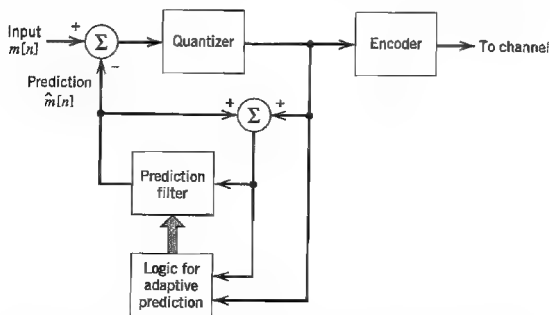 Input
m[n]
+
Σ
−
Quantizer
Encoder
To channel
Prediction
m̂[n]
+
Σ
+
Prediction
filter
Logic for
adaptive
prediction